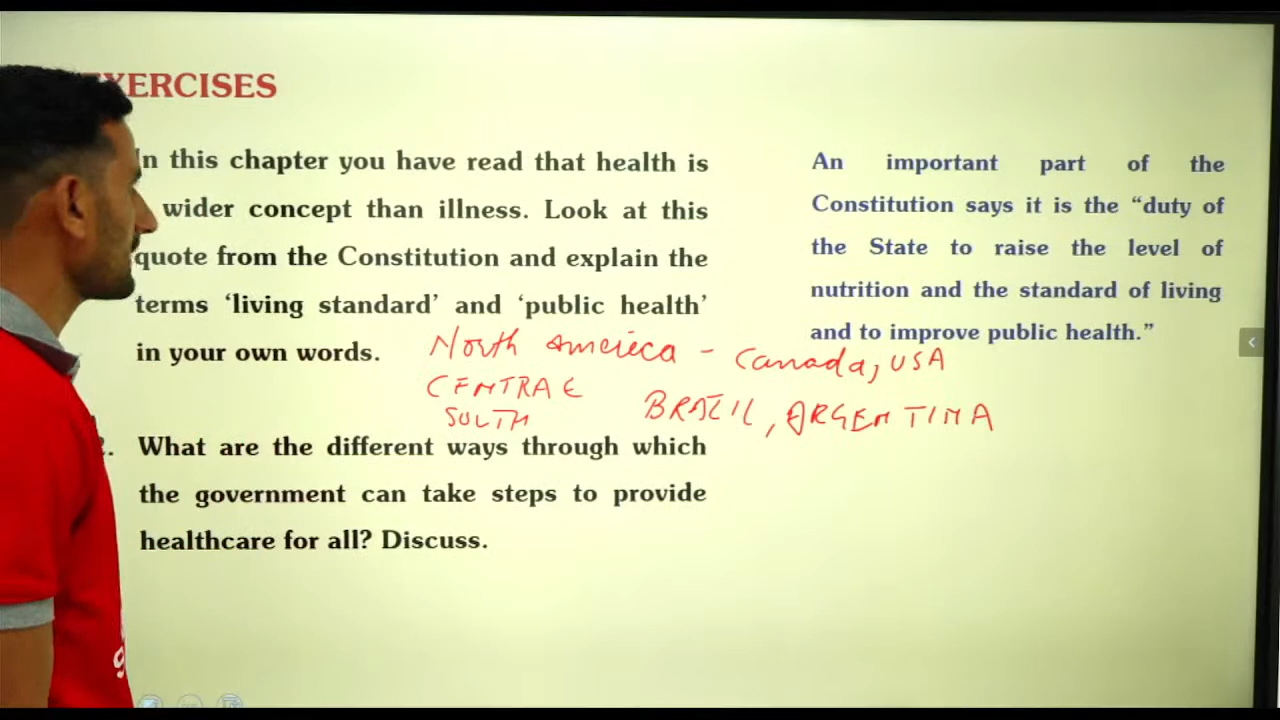 EXERCISES
In this chapter you have read that health is
wider concept than illness. Look at this
quote from the Constitution and explain the
terms ‘living standard’ and ‘public health’
in your own words.
2. What are the different ways through which
the government can take steps to provide
healthcare for all? Discuss.
An important part of the
Constitution says it is the “duty of
the State to raise the level of
nutrition and the standard of living
and to improve public health.”
North America - Canada, USA
CENTRAL
SOUTH BRAZIL, ARGENTINA